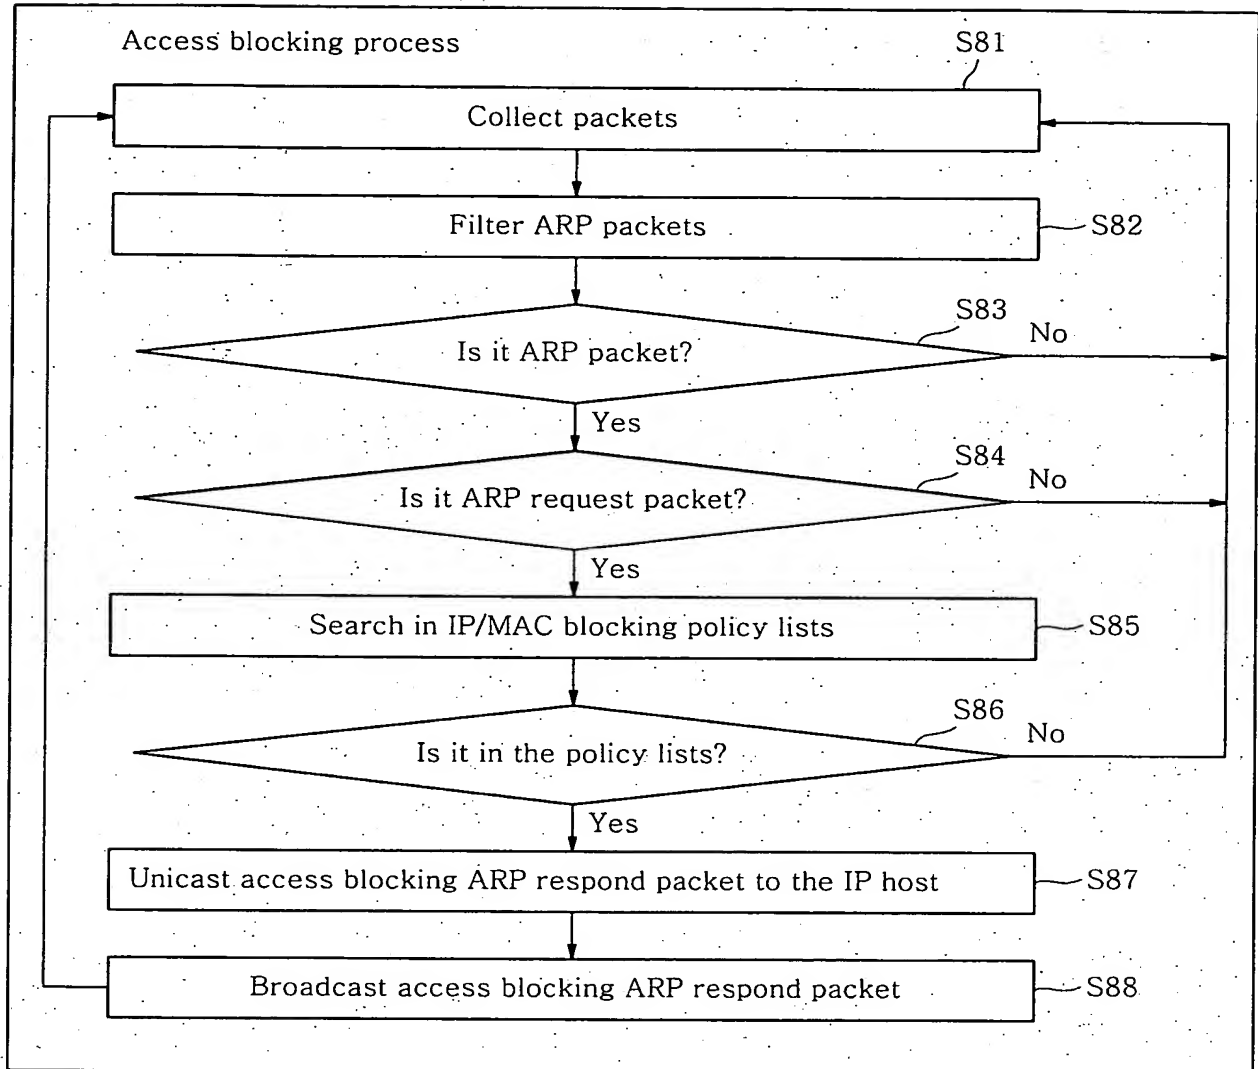 Access blocking process
S81
Collect packets
Filter ARP packets
S82
S83
Is it ARP packet?
No
Yes
S84
Is it ARP request packet?
No
Yes
Search in IP/MAC blocking policy lists
S85
S86
Is it in the policy lists?
No
Yes
Unicast access blocking ARP respond packet to the IP host
S87
Broadcast access blocking ARP respond packet
S88